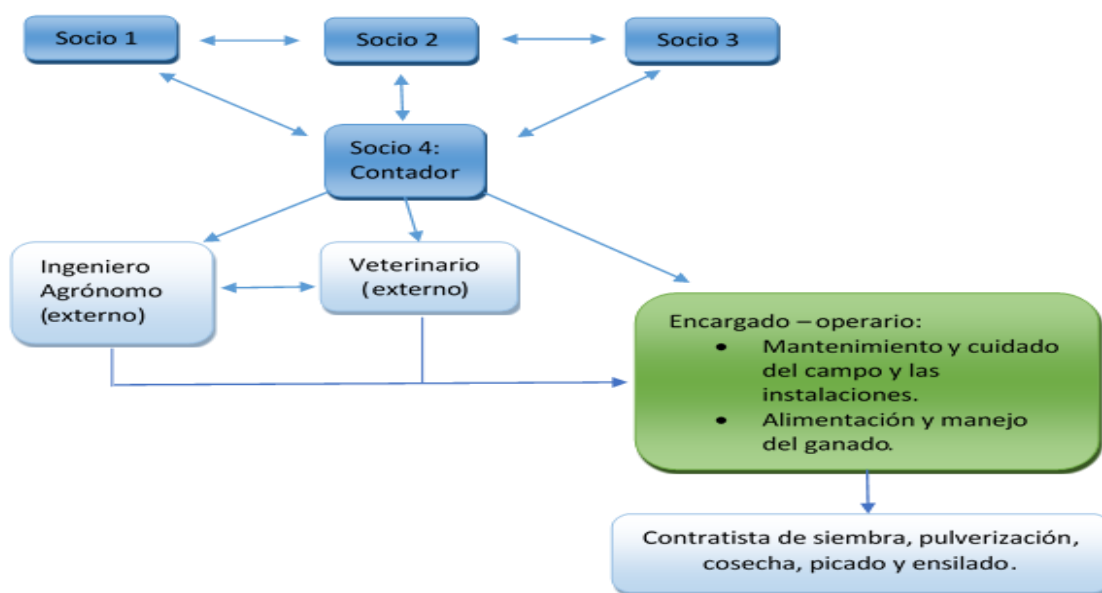 Socio 1
Socio 2
Socio 3
Socio 4:
Contador
Ingeniero
Agrónomo
(externo)
Veterinario
(externo)
Encargado – operario:
• Mantenimiento y cuidado
del campo y las
instalaciones.
• Alimentación y manejo
del ganado.
Contratista de siembra, pulverización,
cosecha, picado y ensilado.